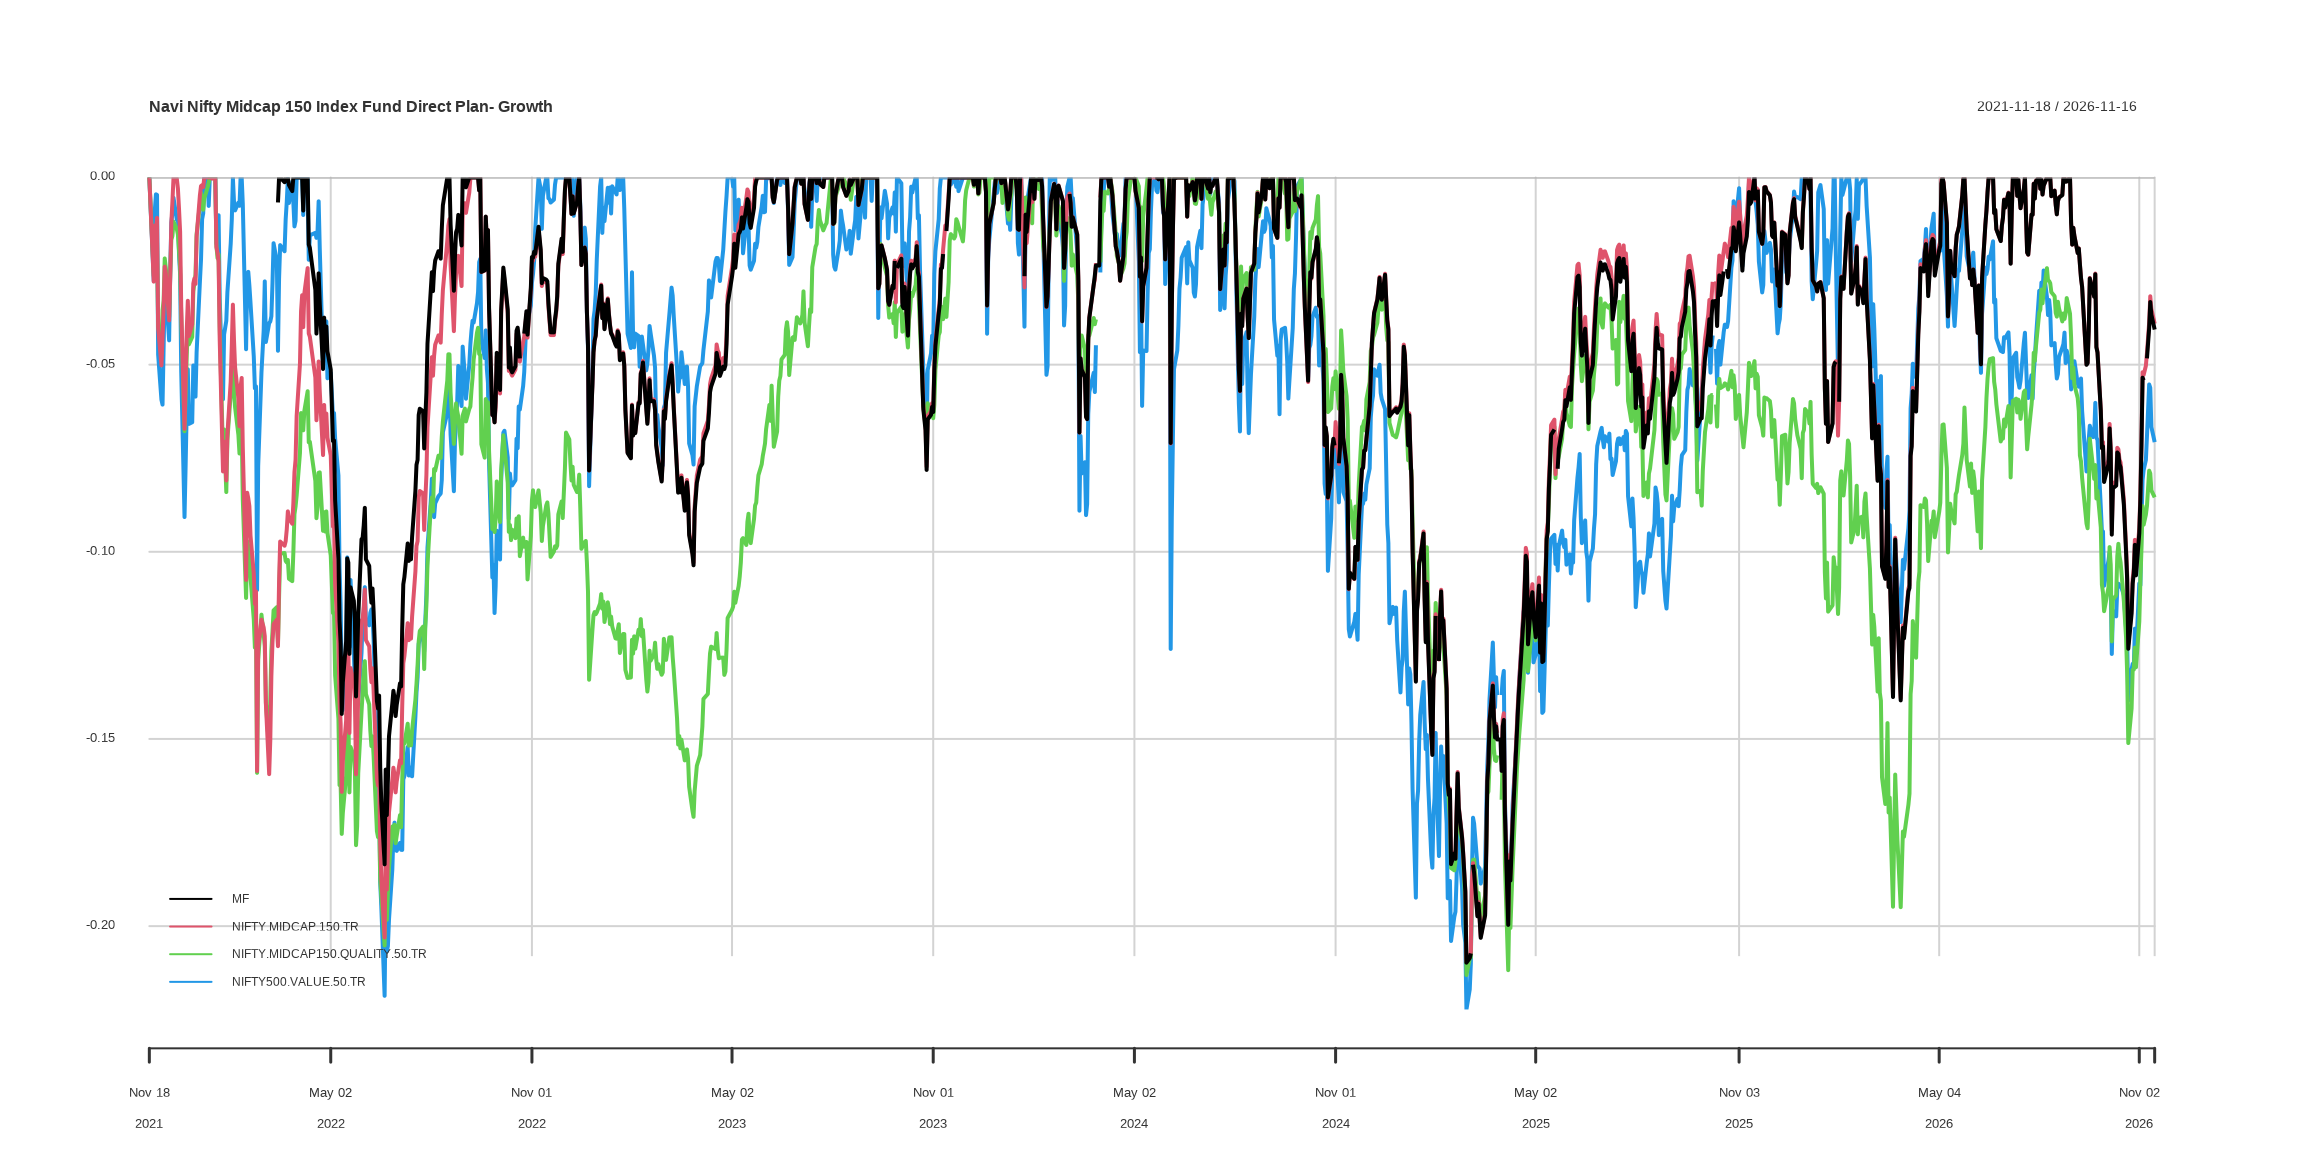 Navi Nifty Midcap 150 Index Fund Direct Plan- Growth
2021-11-18 / 2026-11-16
0.00
-0.05
-0.10
-0.15
-0.20
MF
NIFTY.MIDCAP.150.TR
NIFTY.MIDCAP150.QUALITY.50.TR
NIFTY500.VALUE.50.TR
Nov 18 May 02 Nov 01 May 02 Nov 01 May 02 Nov 01 May 02 Nov 03 May 04 Nov 02
2021 2022 2022 2023 2023 2024 2024 2025 2025 2026 2026